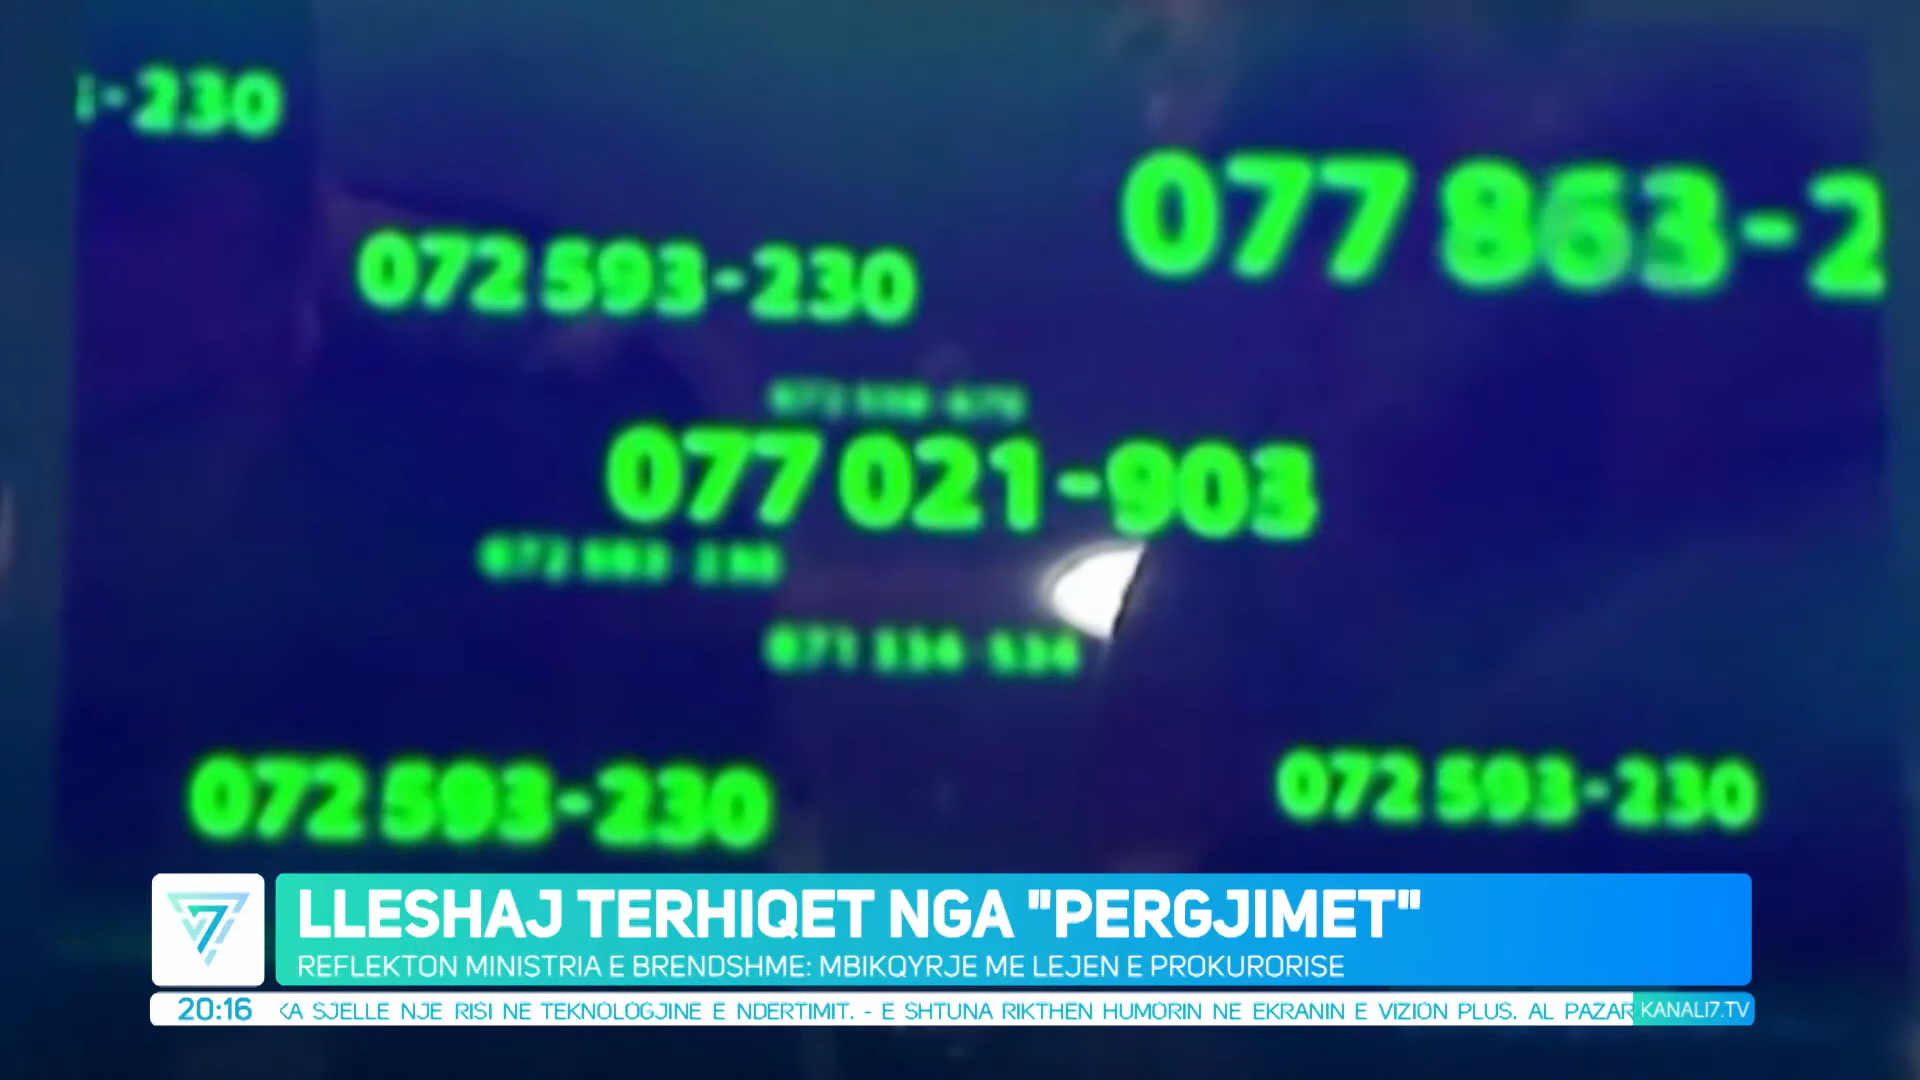 -230
077 863-2
072 593-230
077 021-903
072 593-230
072 593-230
LLESHAJ TERHIQET NGA "PERGJIMET"
REFLEKTON MINISTRIA E BRENDSHME: MBIKQYRJE ME LEJEN E PROKURORISE
20:16 KA SJELLE NJE RISI NE TEKNOLOGJINE E NDERTIMIT. - E SHTUNA RIKTHEN HUMORIN NE EKRANIN E VIZION PLUS. AL PAZAR KANALI7.TV